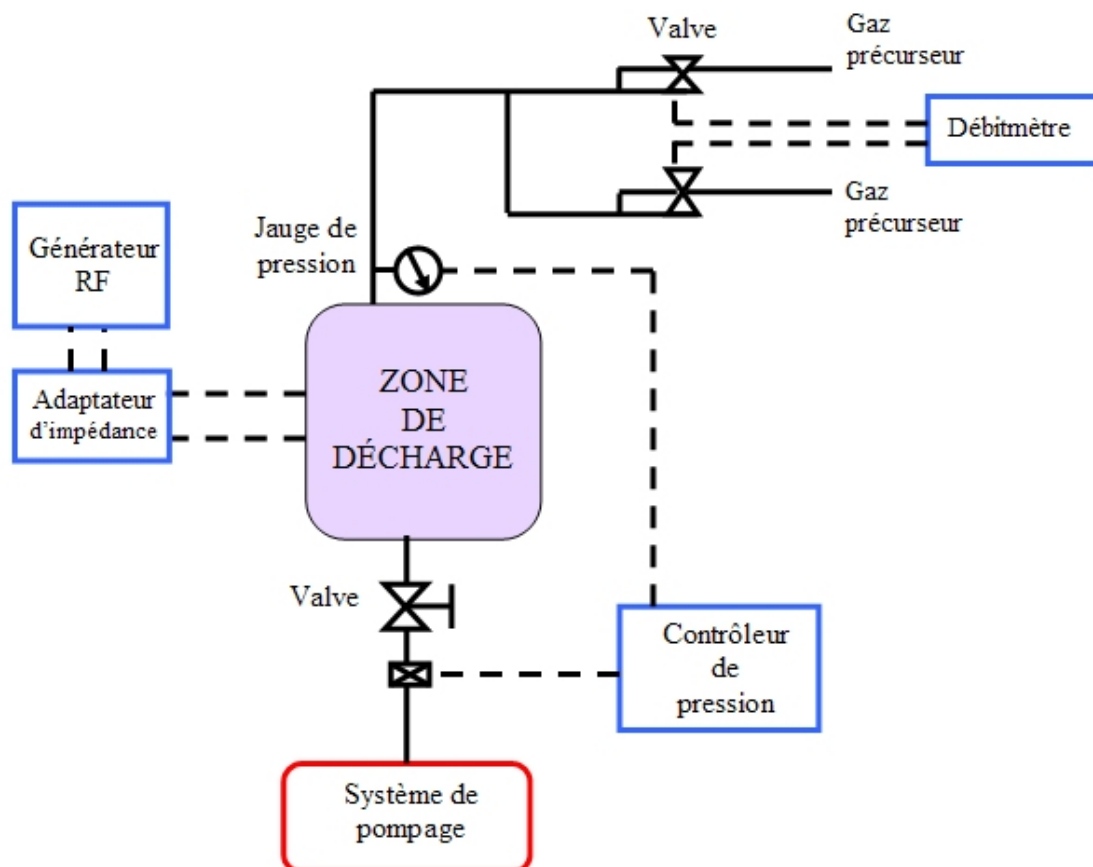 Valve
Gaz
précurseur
Débitmètre
Gaz
précurseur
Générateur
RF
Jauge de
pression
Adaptateur
d'impédance
ZONE
DE
DÉCHARGE
Valve
Contrôleur
de
pression
Système de
pompage